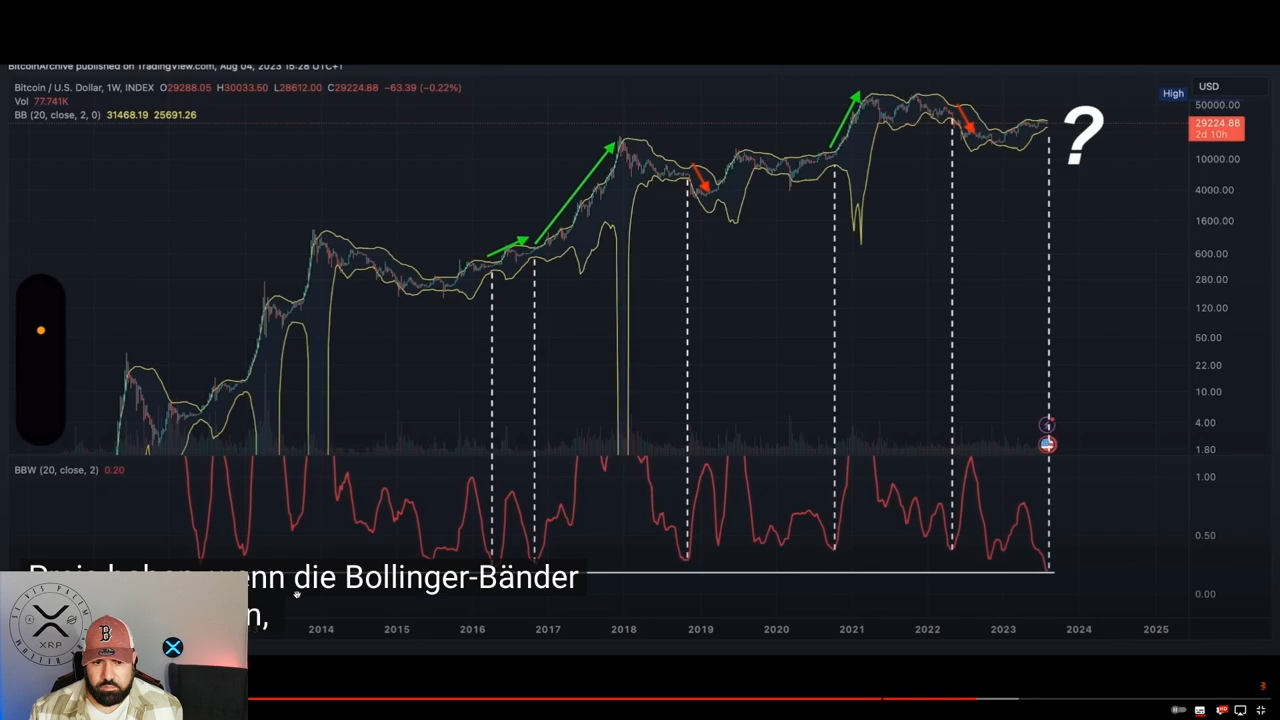 BitcoinArchive published on TradingView.com, Aug 04, 2023 15:28 UTC+1
Bitcoin / U.S. Dollar, 1W, INDEX O29288.05 H30033.50 L28612.00 C29224.88 −63.39 (−0.22%)
Vol 77.741K
BB (20, close, 2, 0) 31468.19 25691.26
USD
High
50000.00
29224.88
2d 10h
?
10000.00
4000.00
1600.00
600.00
280.00
120.00
50.00
22.00
10.00
4.00
1.80
BBW (20, close, 2) 0.20
1.00
0.50
0.00
wenn die Bollinger-Bänder
n,
2014 2015 2016 2017 2018 2019 2020 2021 2022 2023 2024 2025
SI VIS PACEM
XRP
B
HD